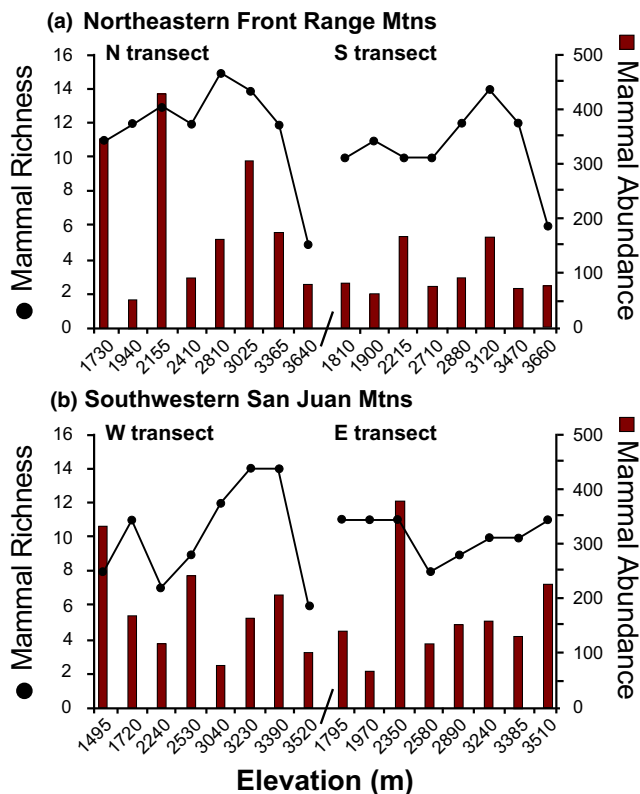 (a) Northeastern Front Range Mtns
N transect
S transect
16
14
12
10
8
6
4
2
0
500
400
300
200
100
0
● Mammal Richness
Mammal Abundance
1730 1940 2155 2410 2810 3025 3365 3640 / 1810 1900 2215 2710 2880 3120 3470 3660
(b) Southwestern San Juan Mtns
W transect
E transect
16
14
12
10
8
6
4
2
0
500
400
300
200
100
0
● Mammal Richness
Mammal Abundance
1495 1720 2240 2530 3040 3230 3390 3520 / 1795 1970 2350 2580 2890 3240 3385 3510
Elevation (m)